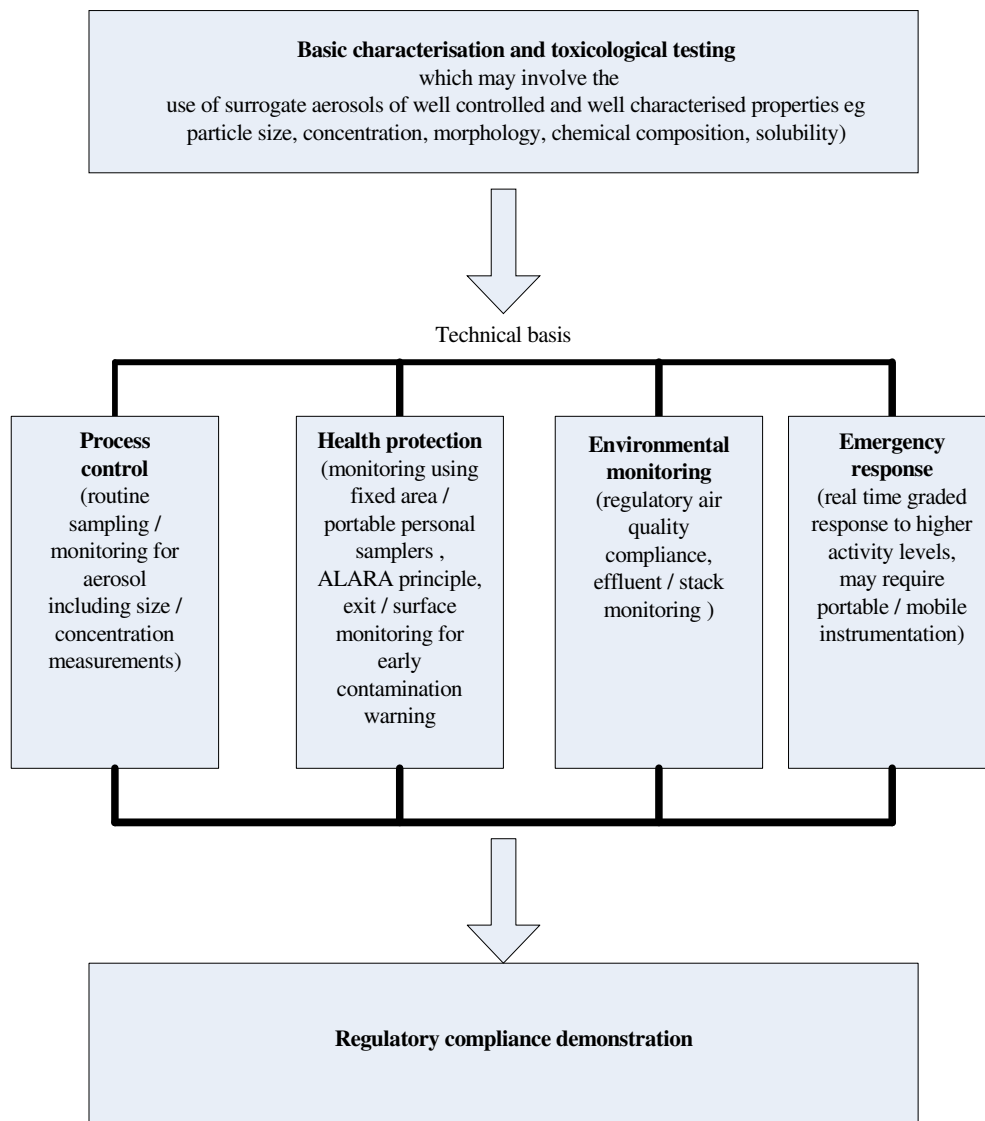 Basic characterisation and toxicological testing
which may involve the
use of surrogate aerosols of well controlled and well characterised properties eg
particle size, concentration, morphology, chemical composition, solubility)
Technical basis
Process
control
(routine
sampling /
monitoring for
aerosol
including size /
concentration
measurements)
Health protection
(monitoring using
fixed area /
portable personal
samplers ,
ALARA principle,
exit / surface
monitoring for
early
contamination
warning
Environmental
monitoring
(regulatory air
quality
compliance,
effluent / stack
monitoring )
Emergency
response
(real time graded
response to higher
activity levels,
may require
portable / mobile
instrumentation)
Regulatory compliance demonstration